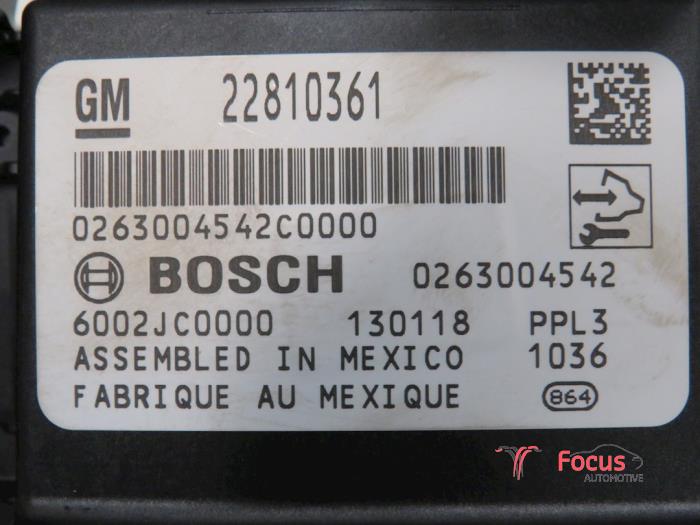 GM 22810361
0263004542C0000
BOSCH 0263004542
6002JC0000 130118 PPL3
ASSEMBLED IN MEXICO 1036
FABRIQUE AU MEXIQUE 864
Focus
AUTOMOTIVE